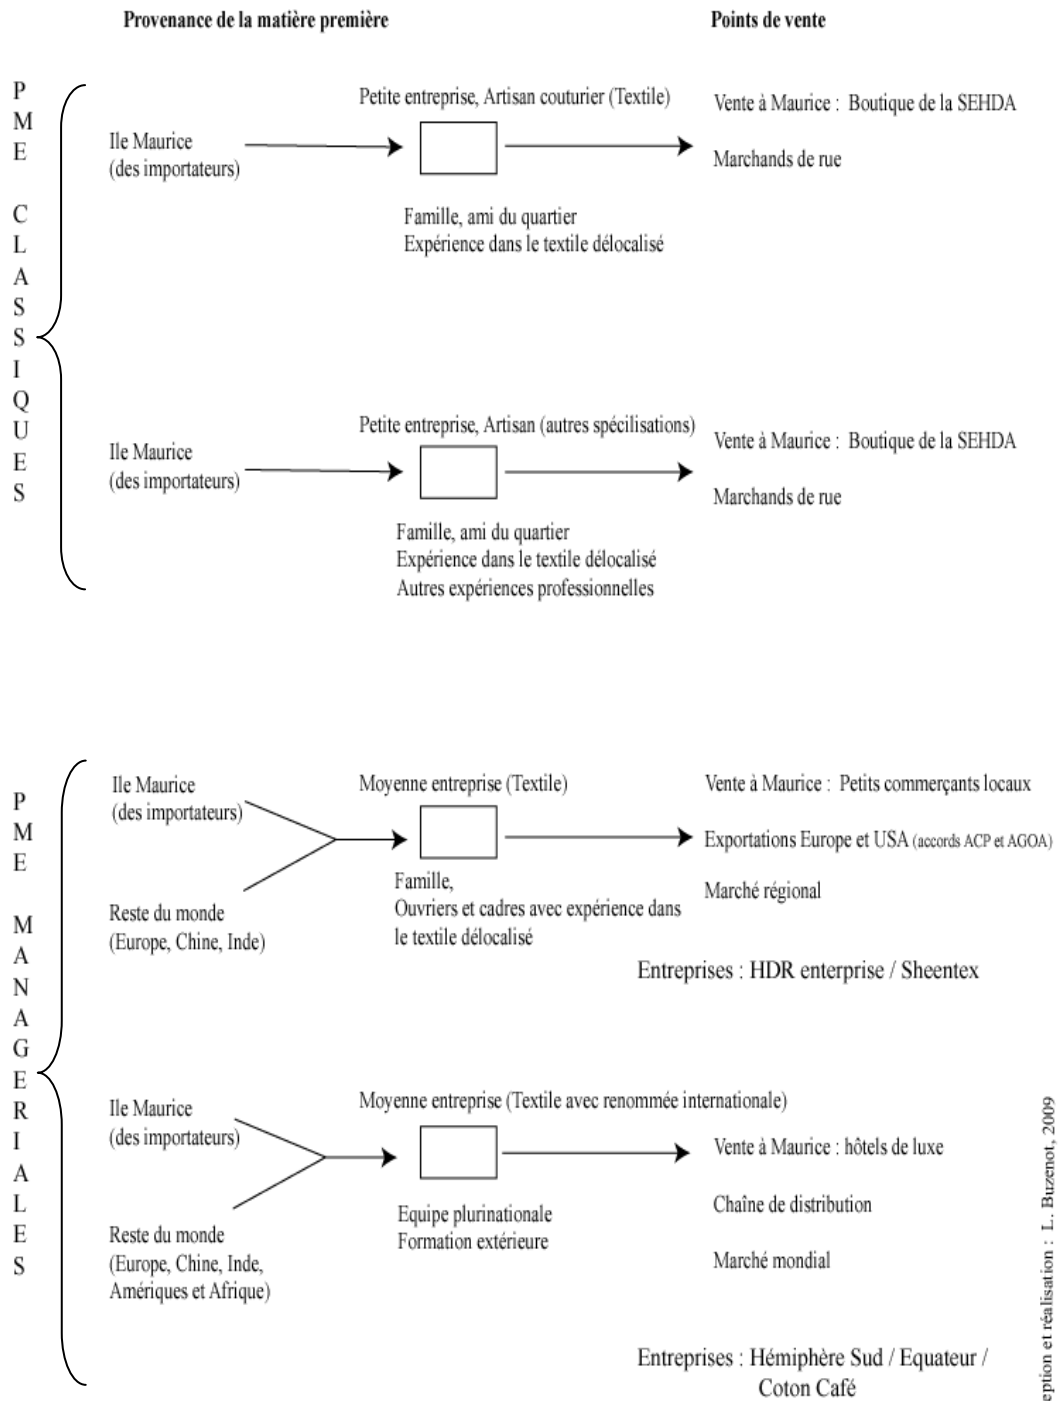 Provenance de la matière première
Points de vente
PME CLASSIQUES
Petite entreprise, Artisan couturier (Textile)
Ile Maurice
(des importateurs)
Vente à Maurice : Boutique de la SEHDA
Marchands de rue
Famille, ami du quartier
Expérience dans le textile délocalisé
Petite entreprise, Artisan (autres spécilisations)
Ile Maurice
(des importateurs)
Vente à Maurice : Boutique de la SEHDA
Marchands de rue
Famille, ami du quartier
Expérience dans le textile délocalisé
Autres expériences professionnelles
PME MANAGERIALES
Ile Maurice
(des importateurs)
Moyenne entreprise (Textile)
Vente à Maurice : Petits commerçants locaux
Exportations Europe et USA (accords ACP et AGOA)
Marché régional
Famille,
Ouvriers et cadres avec expérience dans
le textile délocalisé
Reste du monde
(Europe, Chine, Inde)
Entreprises : HDR enterprise / Sheentex
Ile Maurice
(des importateurs)
Moyenne entreprise (Textile avec renommée internationale)
Vente à Maurice : hôtels de luxe
Chaîne de distribution
Marché mondial
Equipe plurinationale
Formation extérieure
Reste du monde
(Europe, Chine, Inde,
Amériques et Afrique)
Entreprises : Hémiphère Sud / Equateur /
Coton Café
eption et réalisation : L. Buzenot, 2009